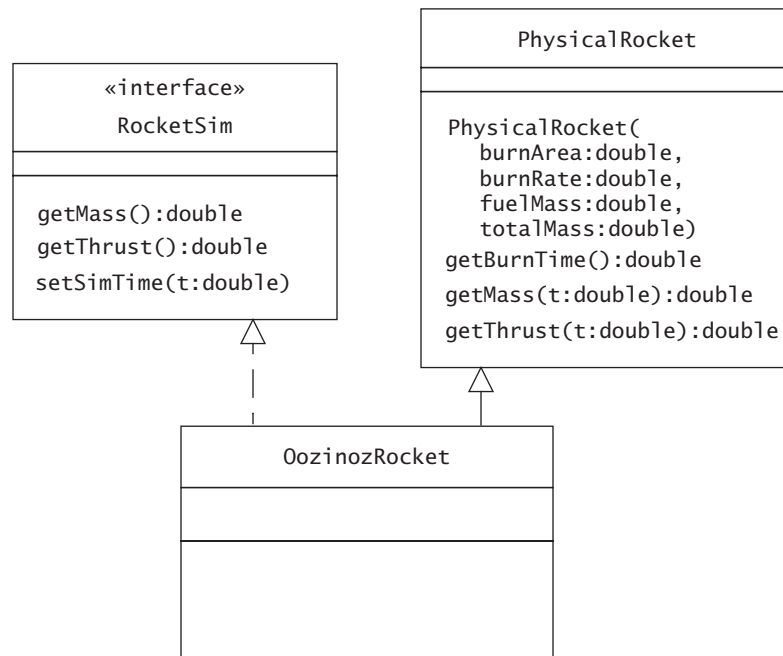 «interface»
RocketSim
getMass():double
getThrust():double
setSimTime(t:double)
PhysicalRocket
PhysicalRocket(
burnArea:double,
burnRate:double,
fuelMass:double,
totalMass:double)
getBurnTime():double
getMass(t:double):double
getThrust(t:double):double
OozinozRocket